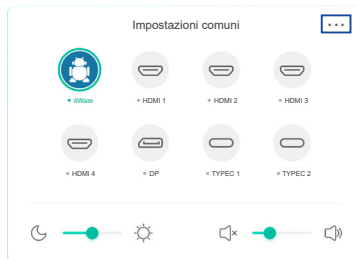 Impostazioni comuni
iiWare
HDMI 1
HDMI 2
HDMI 3
HDMI 4
DP
TYPEC 1
TYPEC 2